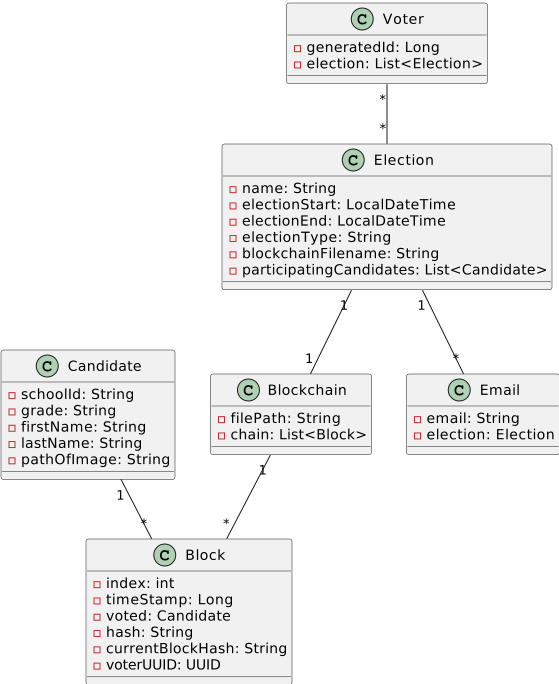 C Voter
generatedId: Long
election: List<Election>
*
*
C Election
name: String
electionStart: LocalDateTime
electionEnd: LocalDateTime
electionType: String
blockchainFilename: String
participatingCandidates: List<Candidate>
1
1
1
*
C Candidate
schoolId: String
grade: String
firstName: String
lastName: String
pathOfImage: String
C Blockchain
filePath: String
chain: List<Block>
C Email
email: String
election: Election
1
1
*
*
C Block
index: int
timeStamp: Long
voted: Candidate
hash: String
currentBlockHash: String
voterUUID: UUID